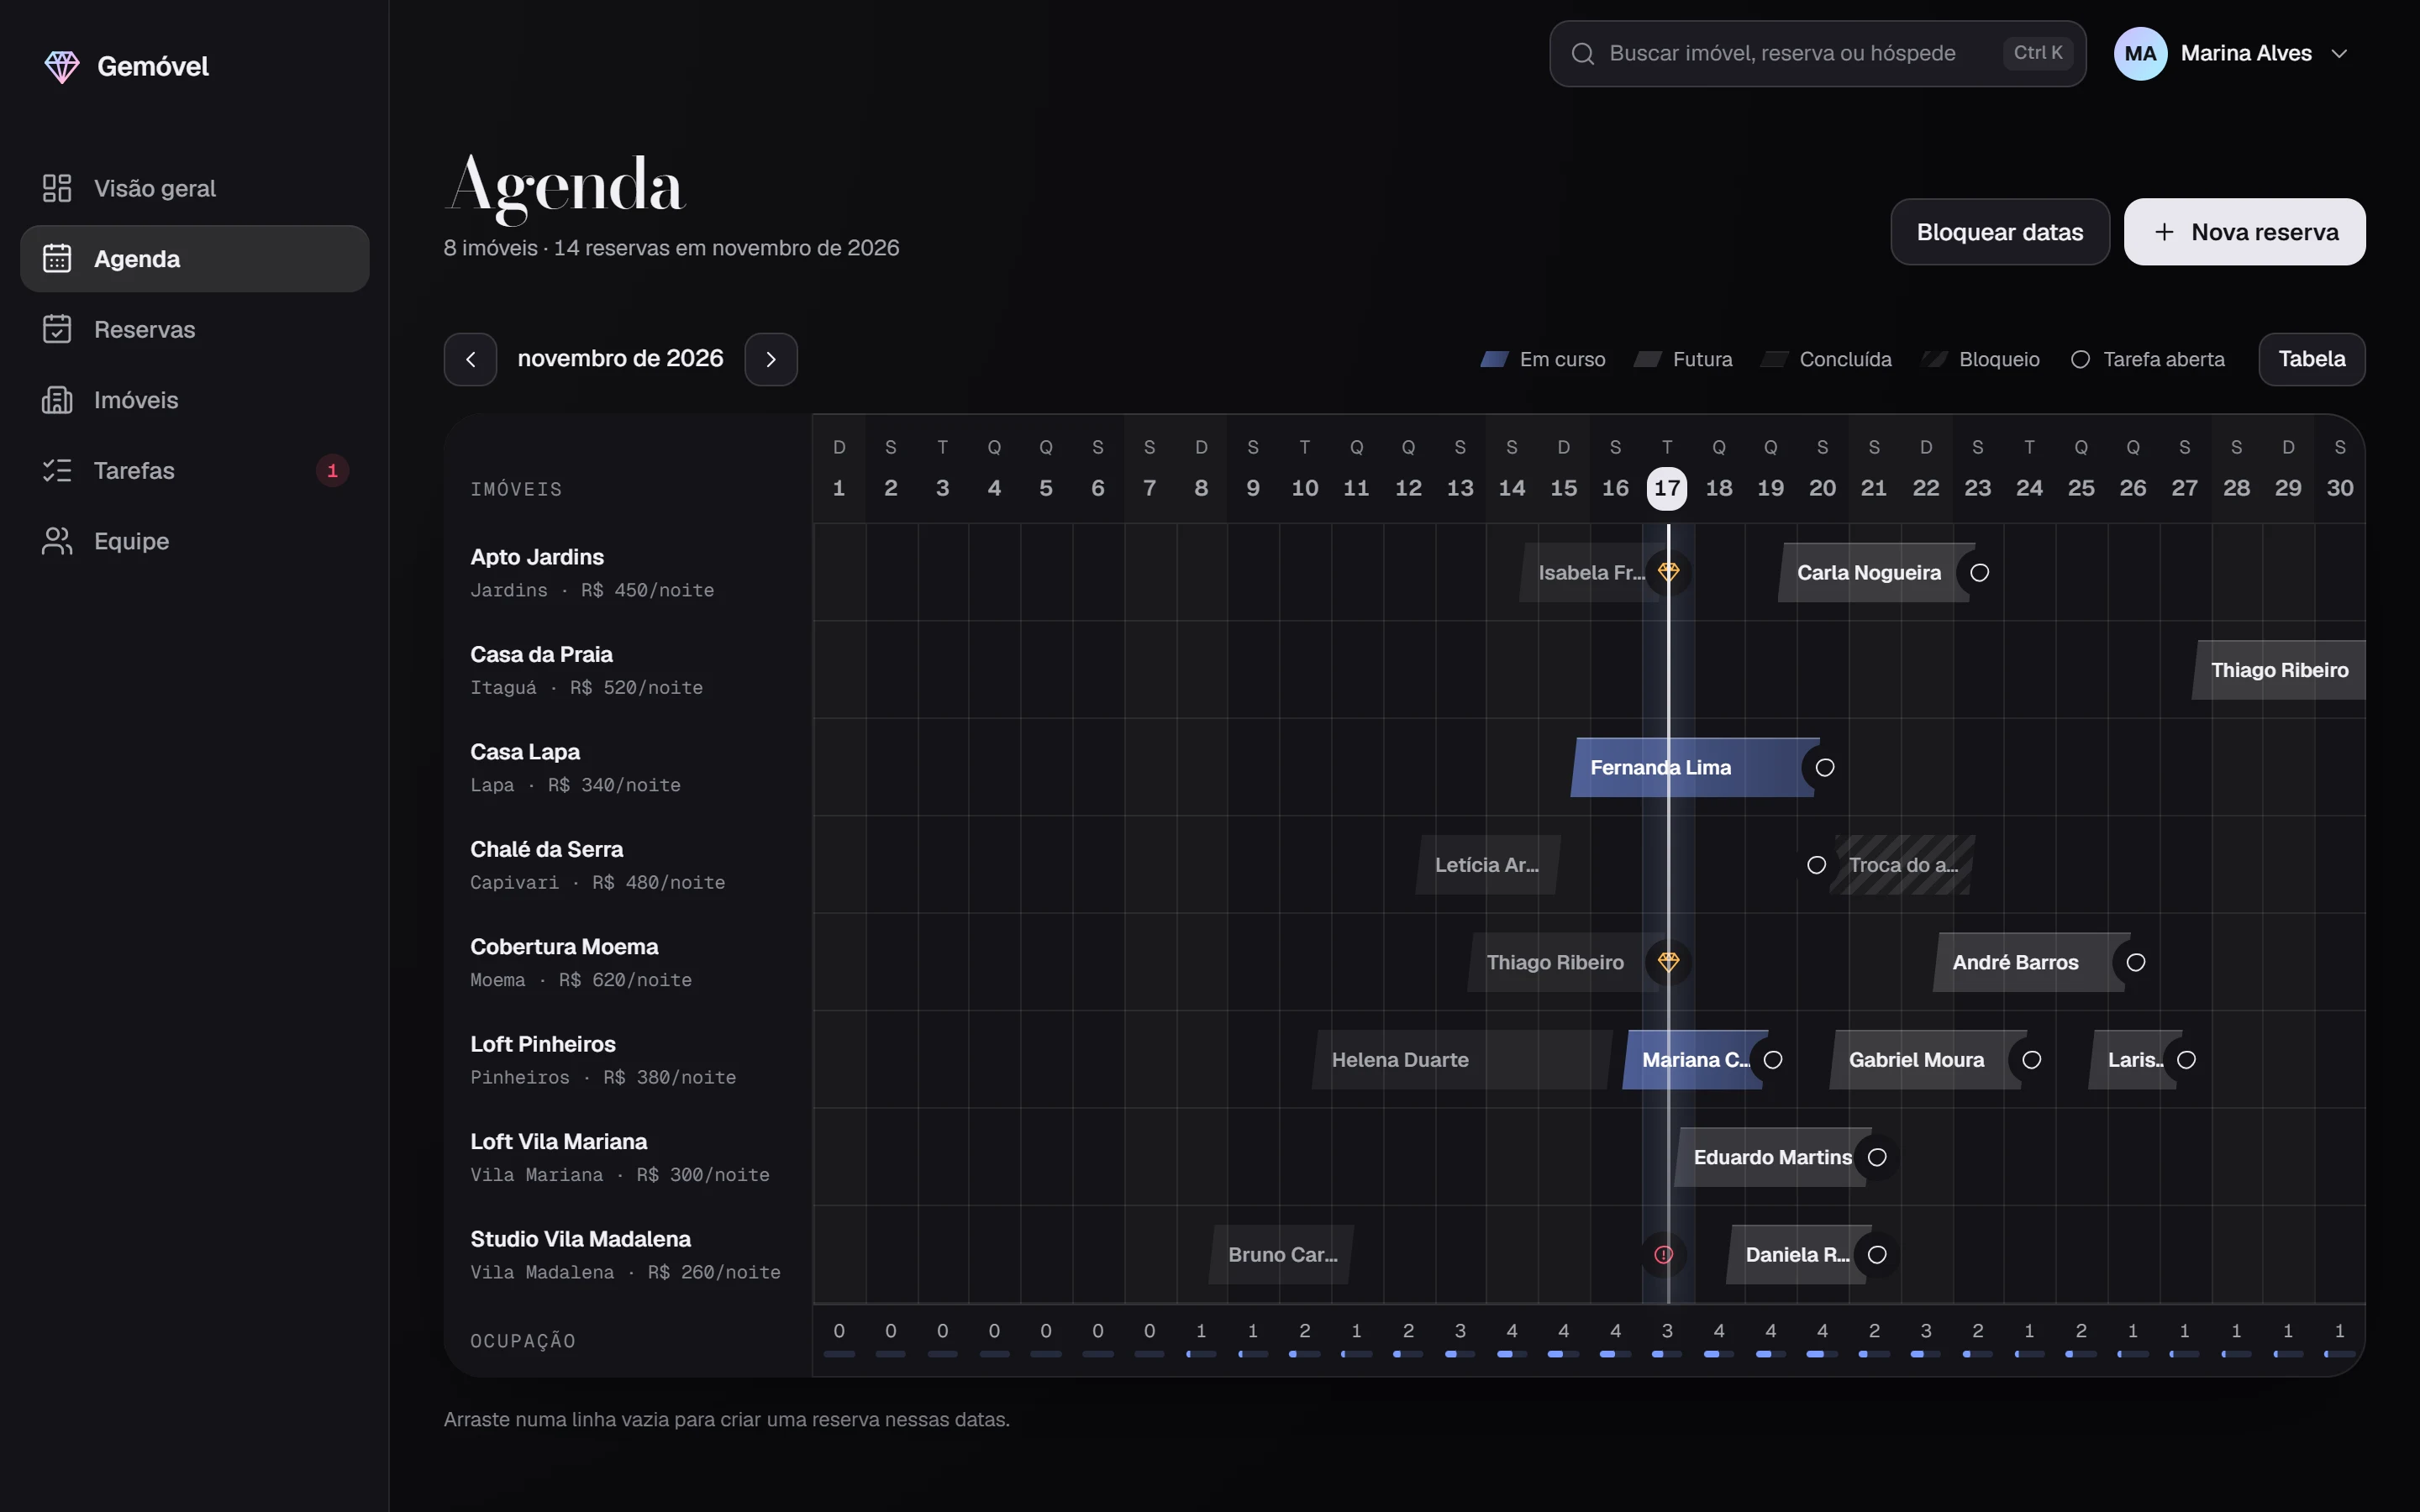 Gemóvel
Buscar imóvel, reserva ou hóspede
Ctrl K
MA
Marina Alves
Visão geral
Agenda
Reservas
Imóveis
Tarefas
1
Equipe
Agenda
8 imóveis · 14 reservas em novembro de 2026
Bloquear datas
Nova reserva
novembro de 2026
Em curso
Futura
Concluída
Bloqueio
Tarefa aberta
Tabela
D S T Q Q S S D S T Q Q S S D S T Q Q S S D S T Q Q S S D S
IMÓVEIS
1 2 3 4 5 6 7 8 9 10 11 12 13 14 15 16 17 18 19 20 21 22 23 24 25 26 27 28 29 30
Apto Jardins
Jardins · R$ 450/noite
Isabela Fr...
Carla Nogueira
Casa da Praia
Itaguá · R$ 520/noite
Thiago Ribeiro
Casa Lapa
Lapa · R$ 340/noite
Fernanda Lima
Chalé da Serra
Capivari · R$ 480/noite
Letícia Ar...
Troca do a...
Cobertura Moema
Moema · R$ 620/noite
Thiago Ribeiro
André Barros
Loft Pinheiros
Pinheiros · R$ 380/noite
Helena Duarte
Mariana C...
Gabriel Moura
Laris...
Loft Vila Mariana
Vila Mariana · R$ 300/noite
Eduardo Martins
Studio Vila Madalena
Vila Madalena · R$ 260/noite
Bruno Car...
Daniela R...
OCUPAÇÃO
0 0 0 0 0 0 0 1 1 2 1 2 3 4 4 4 3 4 4 4 2 3 2 1 2 1 1 1 1 1
Arraste numa linha vazia para criar uma reserva nessas datas.